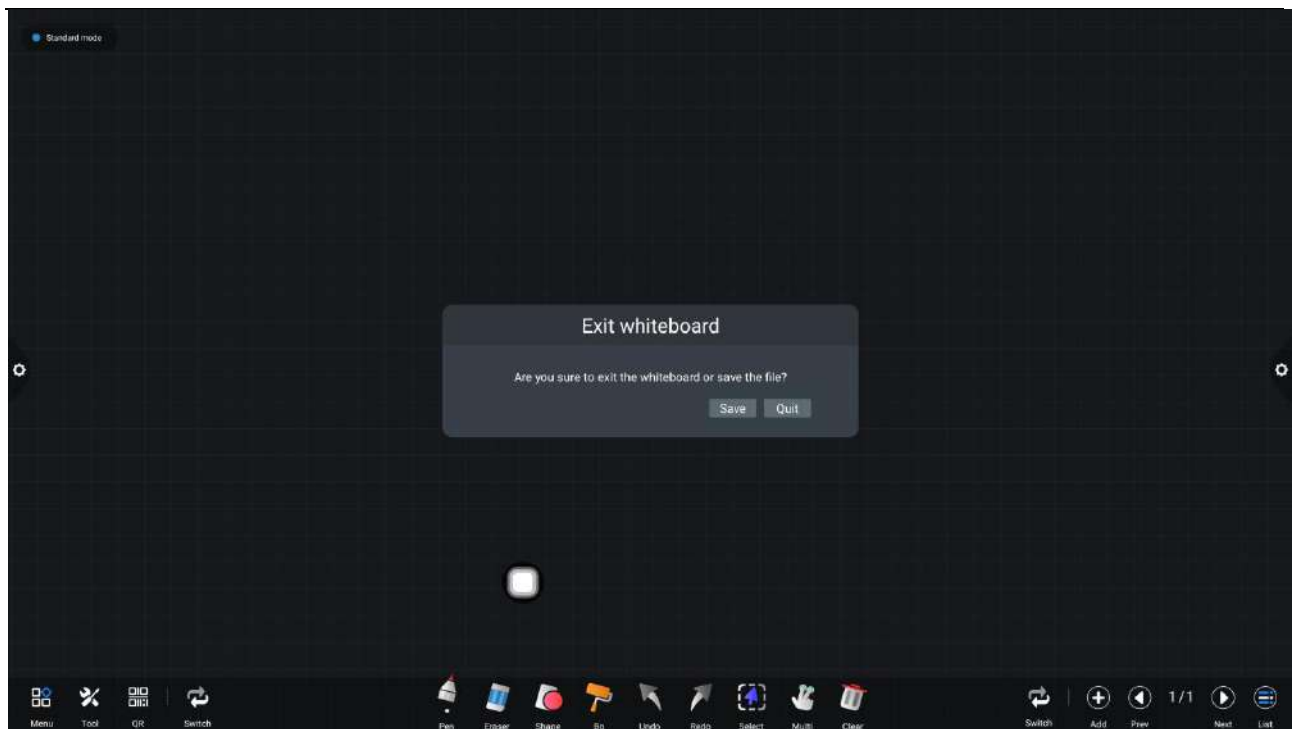 Standard mode
Exit whiteboard
Are you sure to exit the whiteboard or save the file?
Save Quit
1/1
Menu Tool QR Switch Pen Eraser Shape Undo Redo Select Multi Clear Switch Add Prev Next List